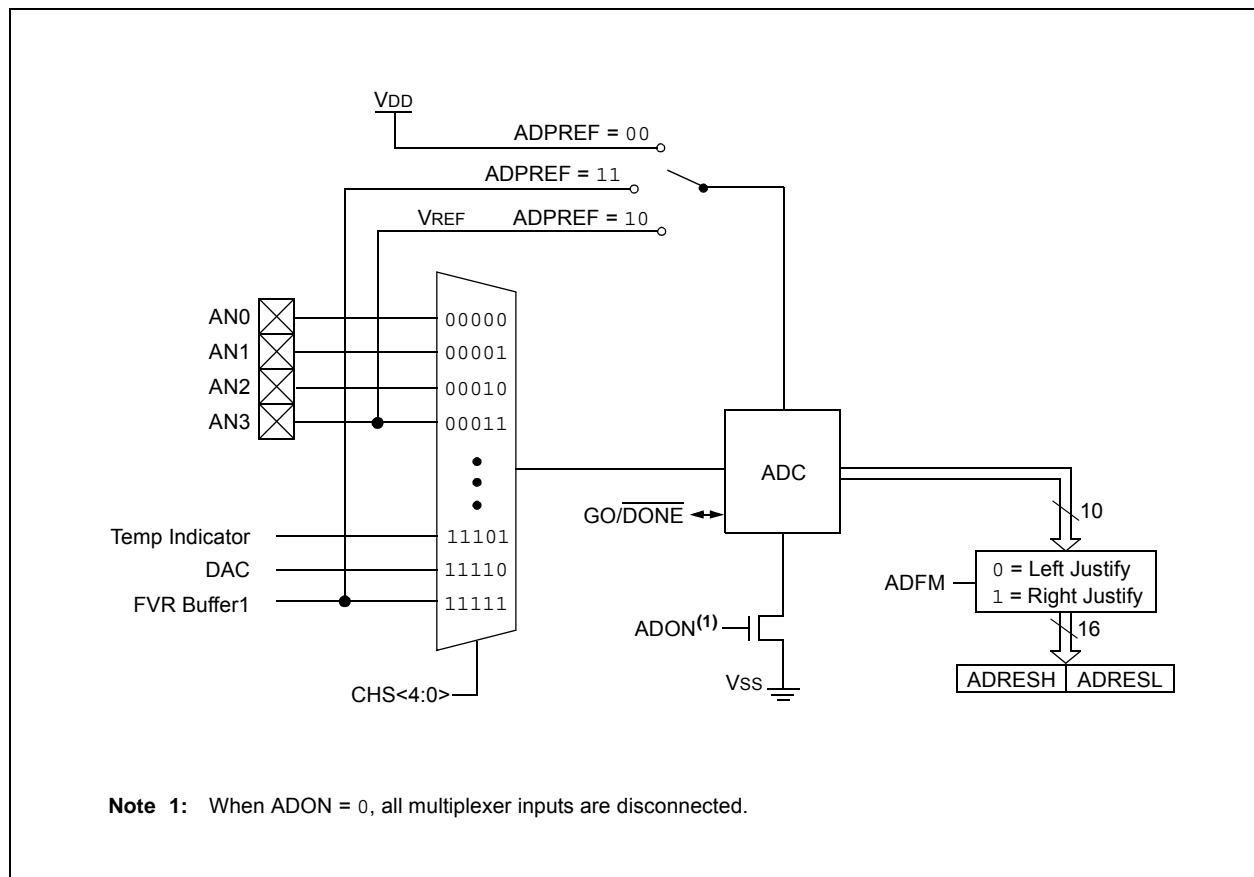 VDD
ADPREF = 00
ADPREF = 11
VREF ADPREF = 10
AN0 00000
AN1 00001
AN2 00010
AN3 00011
ADC
GO/DONE
10
Temp Indicator 11101
DAC 11110
FVR Buffer1 11111
ADFM
0 = Left Justify
1 = Right Justify
ADON(1)
16
VSS
CHS<4:0>
ADRESH ADRESL
Note 1: When ADON = 0, all multiplexer inputs are disconnected.